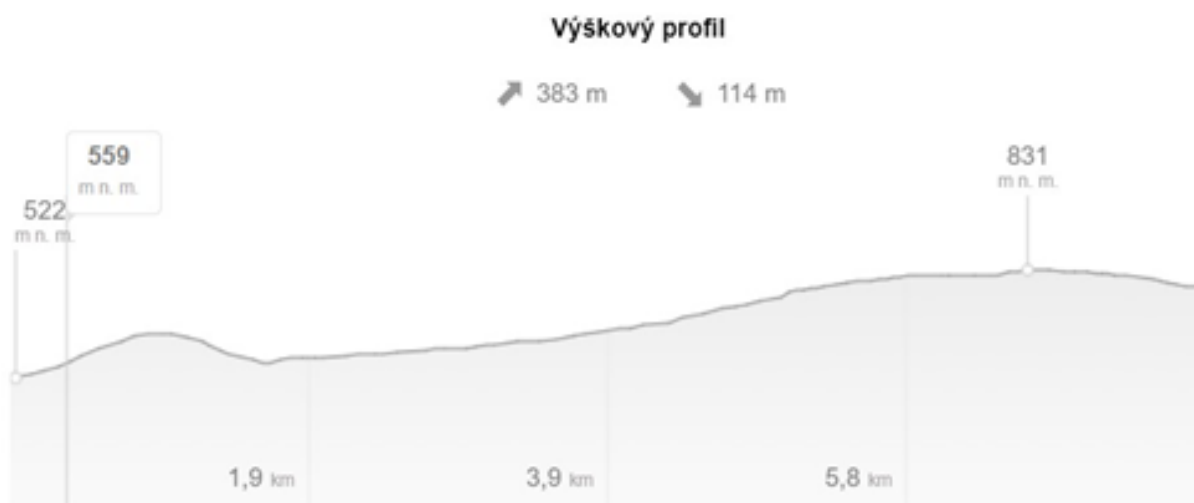 Výškový profil
383 m 114 m
559
m n. m.
831
m n. m.
522
m n. m.
1,9 km 3,9 km 5,8 km